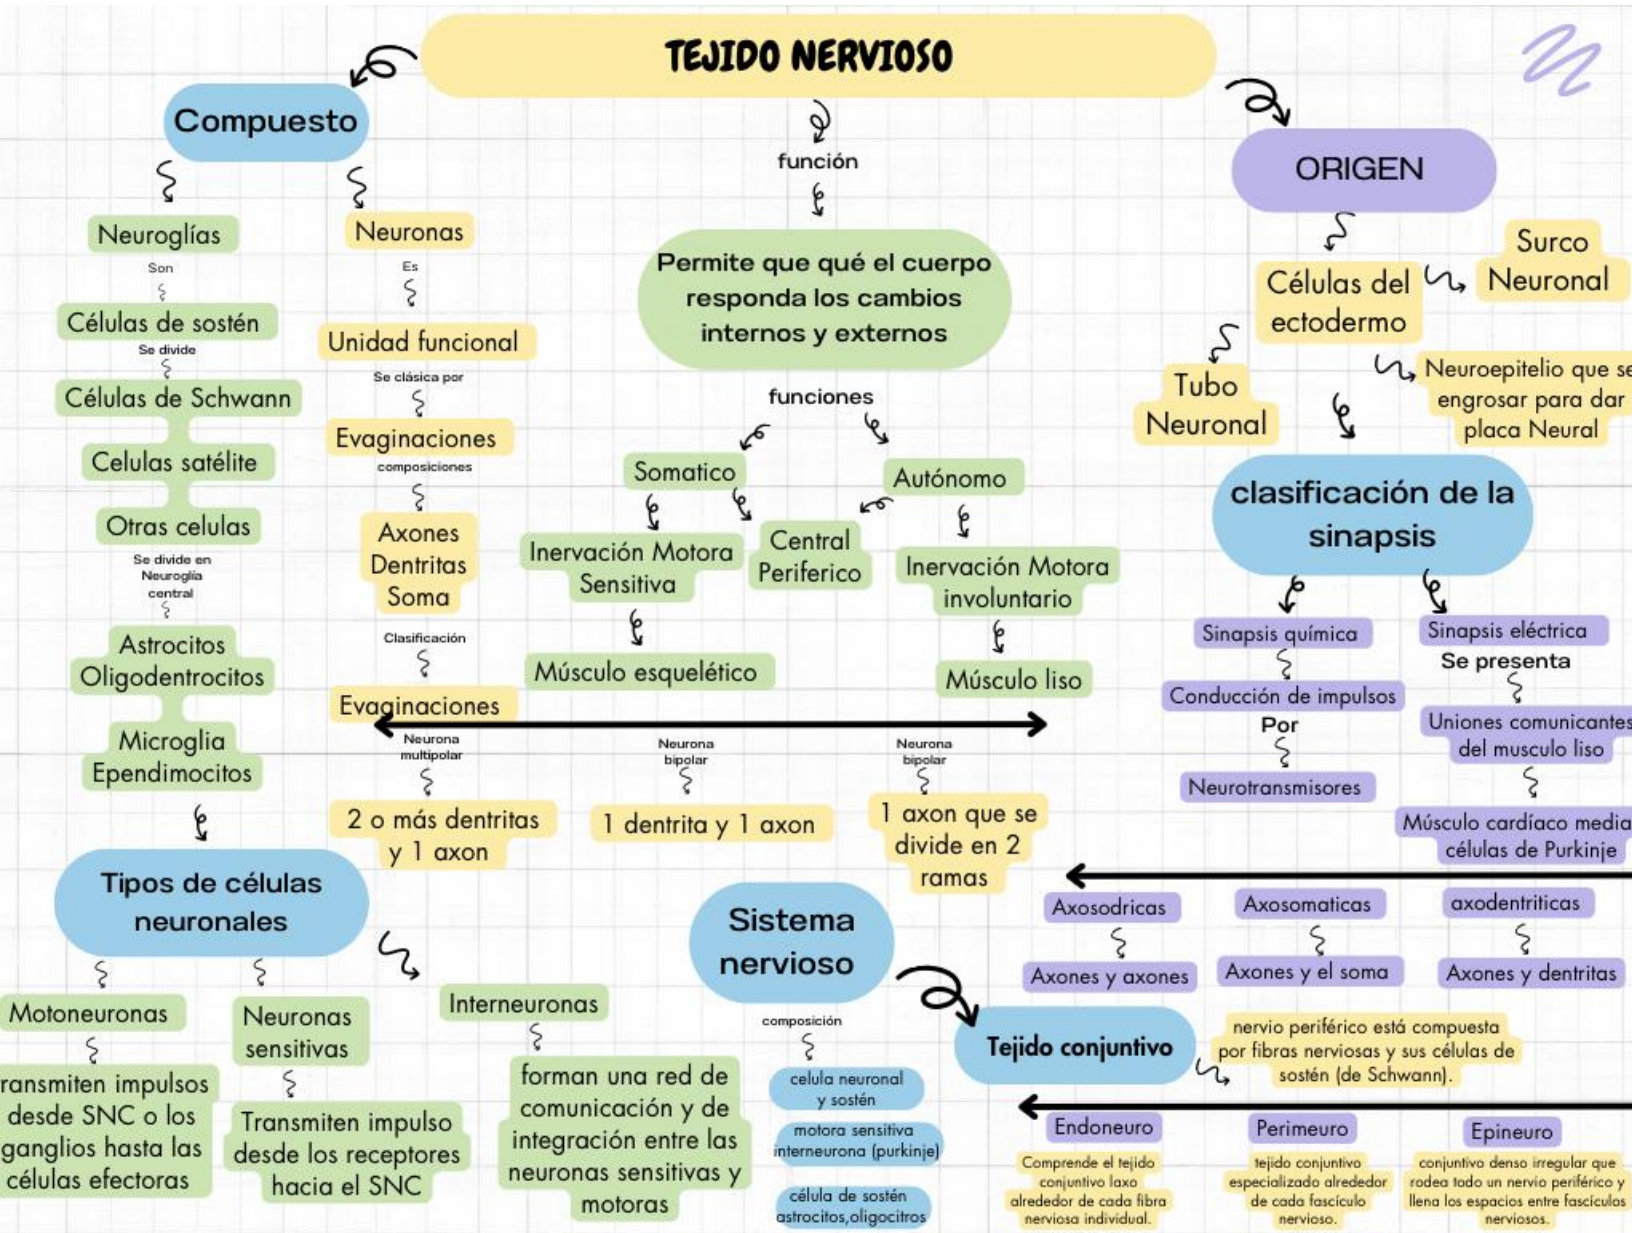 TEJIDO NERVIOSO
Compuesto
Neuroglías
Son
Células de sostén
Se divide
Células de Schwann
Celulas satélite
Otras celulas
Se divide en
Neuroglía
central
Astrocitos
Oligodentrocitos
Microglia
Ependimocitos
Neuronas
Es
Unidad funcional
Se clásica por
Evaginaciones
composiciones
Axones
Dentritas
Soma
Clasificación
Evaginaciones
Neurona
multipolar
2 o más dentritas
y 1 axon
Neurona
bipolar
1 dentrita y 1 axon
Neurona
bipolar
1 axon que se
divide en 2
ramas
función
Permite que qué el cuerpo
responda los cambios
internos y externos
funciones
Somatico
Autónomo
Inervación Motora
Sensitiva
Central
Periferico
Inervación Motora
involuntario
Músculo esquelético
Músculo liso
ORIGEN
Células del
ectodermo
Surco
Neuronal
Tubo
Neuronal
Neuroepitelio que se
engrosar para dar
placa Neural
clasificación de la
sinapsis
Sinapsis química
Conducción de impulsos
Por
Neurotransmisores
Sinapsis eléctrica
Se presenta
Uniones comunicantes
del musculo liso
Músculo cardíaco media
células de Purkinje
Axosodricas
Axones y axones
Axosomaticas
Axones y el soma
axodentriticas
Axones y dentritas
Tipos de células
neuronales
Motoneuronas
ransmiten impulsos
desde SNC o los
ganglios hasta las
células efectoras
Neuronas
sensitivas
Transmiten impulso
desde los receptores
hacia el SNC
Interneuronas
forman una red de
comunicación y de
integración entre las
neuronas sensitivas y
motoras
Sistema
nervioso
composición
celula neuronal
y sostén
motora sensitiva
interneurona (purkinje)
célula de sostén
astrocitos,oligocitros
Tejido conjuntivo
nervio periférico está compuesta
por fibras nerviosas y sus células de
sostén (de Schwann).
Endoneuro
Comprende el tejido
conjuntivo laxo
alrededor de cada fibra
nerviosa individual.
Perimeuro
tejido conjuntivo
especializado alrededor
de cada fascículo
nervioso.
Epineuro
conjuntivo denso irregular que
rodea todo un nervio periférico y
llena los espacios entre fascículos
nerviosos.